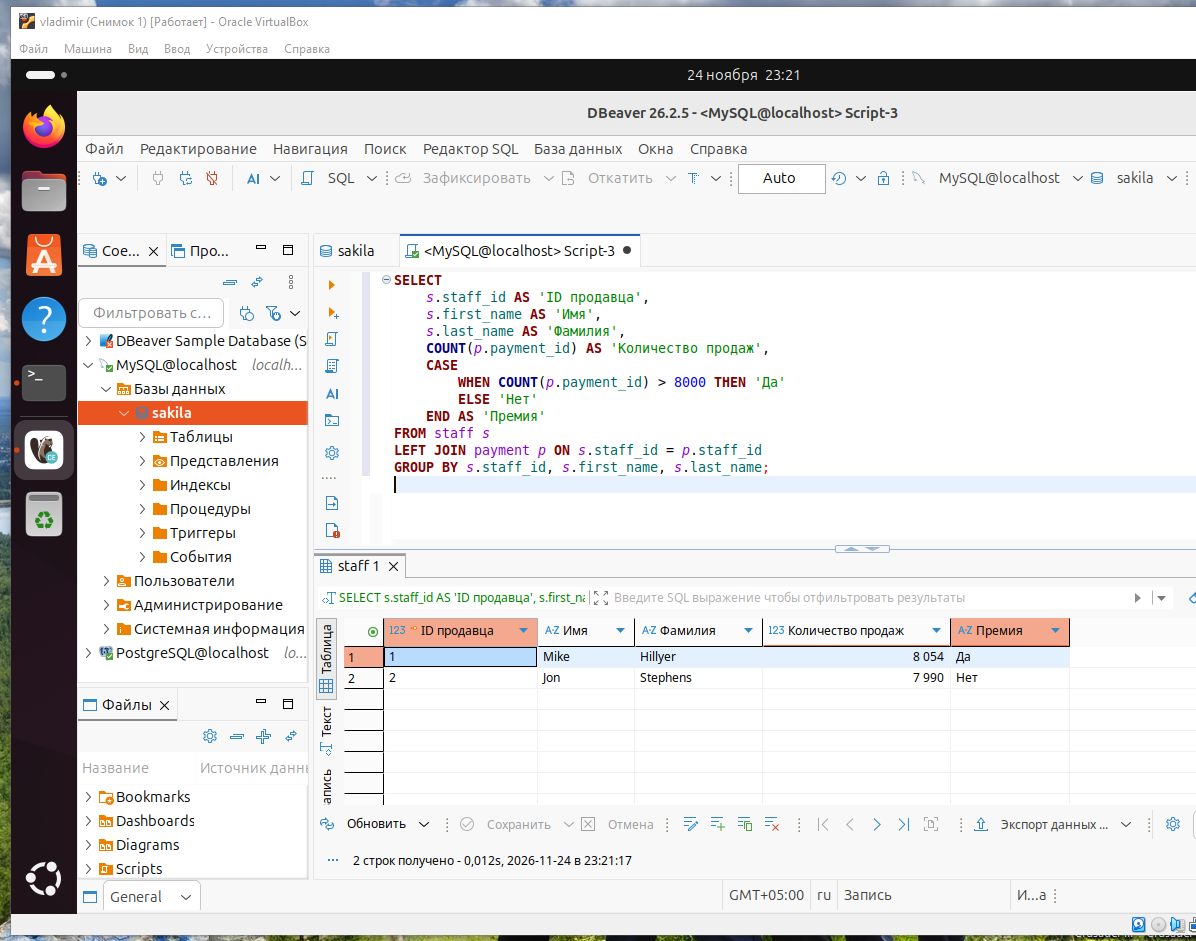 vladimir (Снимок 1) [Работает] - Oracle VirtualBox
Файл Машина Вид Ввод Устройства Справка
24 ноября 23:21
DBeaver 26.2.5 - <MySQL@localhost> Script-3
Файл Редактирование Навигация Поиск Редактор SQL База данных Окна Справка
AI SQL Зафиксировать Откатить T Auto MySQL@localhost sakila
Сое... Про... sakila <MySQL@localhost> Script-3
Фильтровать с...
DBeaver Sample Database (S
MySQL@localhost localh...
Базы данных
sakila
Таблицы
Представления
Индексы
Процедуры
Триггеры
События
Пользователи
Администрирование
Системная информация
PostgreSQL@localhost lo...
AI
SELECT
s.staff_id AS 'ID продавца',
s.first_name AS 'Имя',
s.last_name AS 'Фамилия',
COUNT(p.payment_id) AS 'Количество продаж',
CASE
WHEN COUNT(p.payment_id) > 8000 THEN 'Да'
ELSE 'Нет'
END AS 'Премия'
FROM staff s
LEFT JOIN payment p ON s.staff_id = p.staff_id
GROUP BY s.staff_id, s.first_name, s.last_name;
staff 1
SELECT s.staff_id AS 'ID продавца', s.first_na Введите SQL выражение чтобы отфильтровать результаты
Таблица
Текст
апись
123 ID продавца A-Z Имя A-Z Фамилия 123 Количество продаж A-Z Премия
1 1 Mike Hillyer 8 054 Да
2 2 Jon Stephens 7 990 Нет
Обновить Сохранить Отмена Экспорт данных ...
2 строк получено - 0,012s, 2026-11-24 в 23:21:17
Файлы
Название Источник данн
Bookmarks
Dashboards
Diagrams
Scripts
General
GMT+05:00 ru Запись И...а